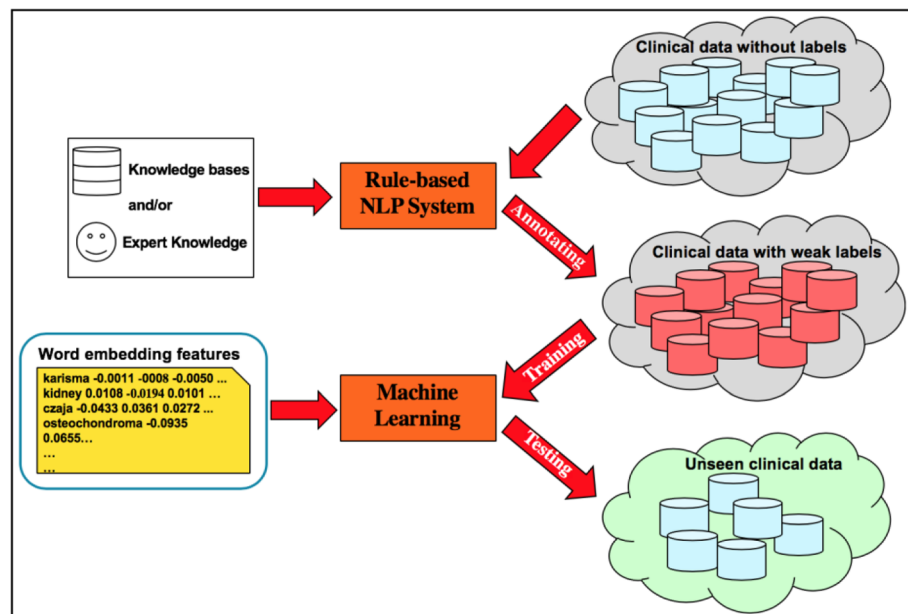 Clinical data without labels
Knowledge bases
and/or
Expert Knowledge
Rule-based
NLP System
Annotating
Clinical data with weak labels
Word embedding features
karisma -0.0011 -0008 -0.0050 ...
kidney 0.0108 -0.0194 0.0101 ...
czaja -0.0433 0.0361 0.0272 ...
osteochondroma -0.0935
0.0655...
...
...
Machine
Learning
Training
Testing
Unseen clinical data